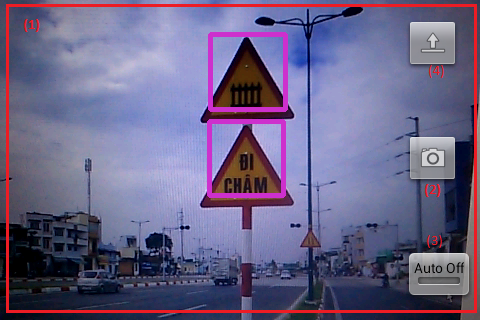 (1)
ĐI
CHẬM
(4)
(2)
(3)
Auto Off